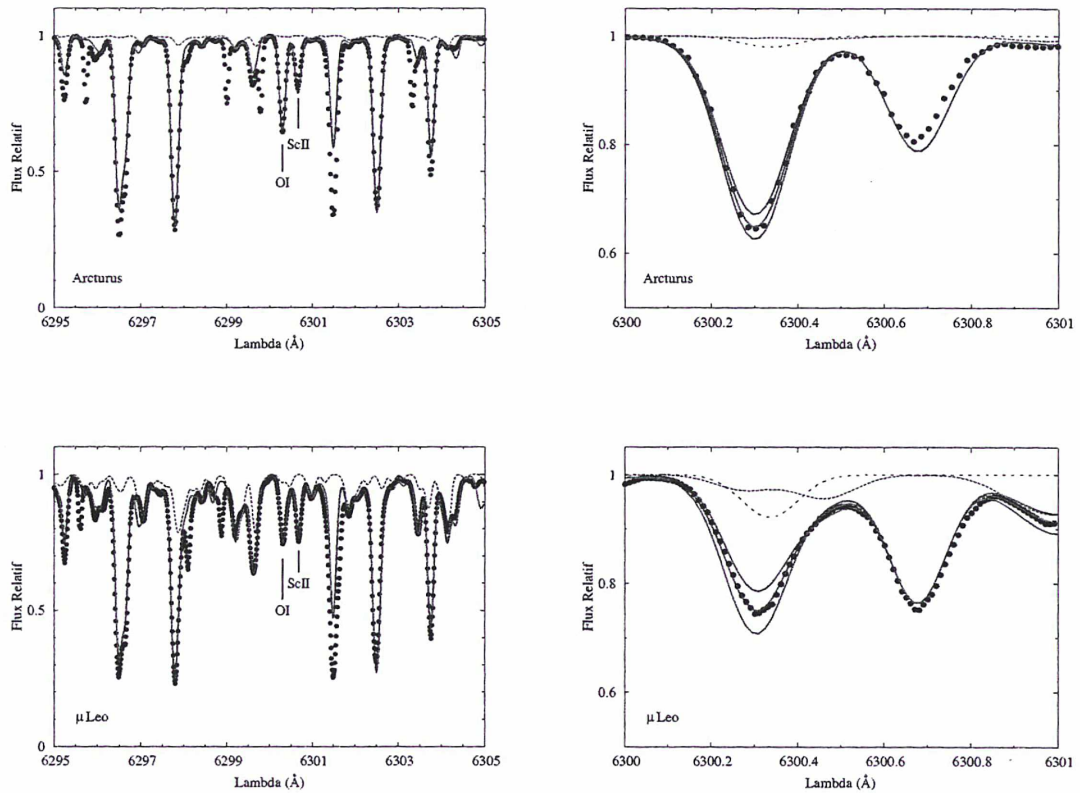 Flux Relatif
1
0.5
0
ScII
OI
Arcturus
6295
6297
6299
6301
6303
6305
Lambda (Å)
Flux Relatif
1
0.8
0.6
Arcturus
6300
6300.2
6300.4
6300.6
6300.8
6301
Lambda (Å)
Flux Relatif
1
0.5
0
ScII
OI
μ Leo
6295
6297
6299
6301
6303
6305
Lambda (Å)
Flux Relatif
1
0.8
0.6
μ Leo
6300
6300.2
6300.4
6300.6
6300.8
6301
Lambda (Å)